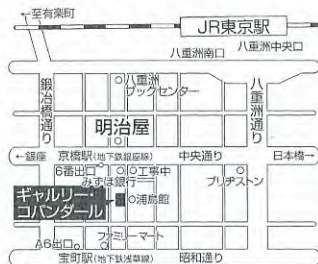 ←至有楽町
JR東京駅
八重洲南口
八重洲中央口
鍛冶橋通り
八重洲
ブックセンター
八重洲通り
明治屋
←銀座
京橋駅(地下鉄銀座線)
中央通り
日本橋→
6番出口
工事中
みずほ銀行
ブリヂストン
ギャルリー
コパンダール
浦島館
A6出口
ファミリーマート
宝町駅(地下鉄浅草線)
昭和通り